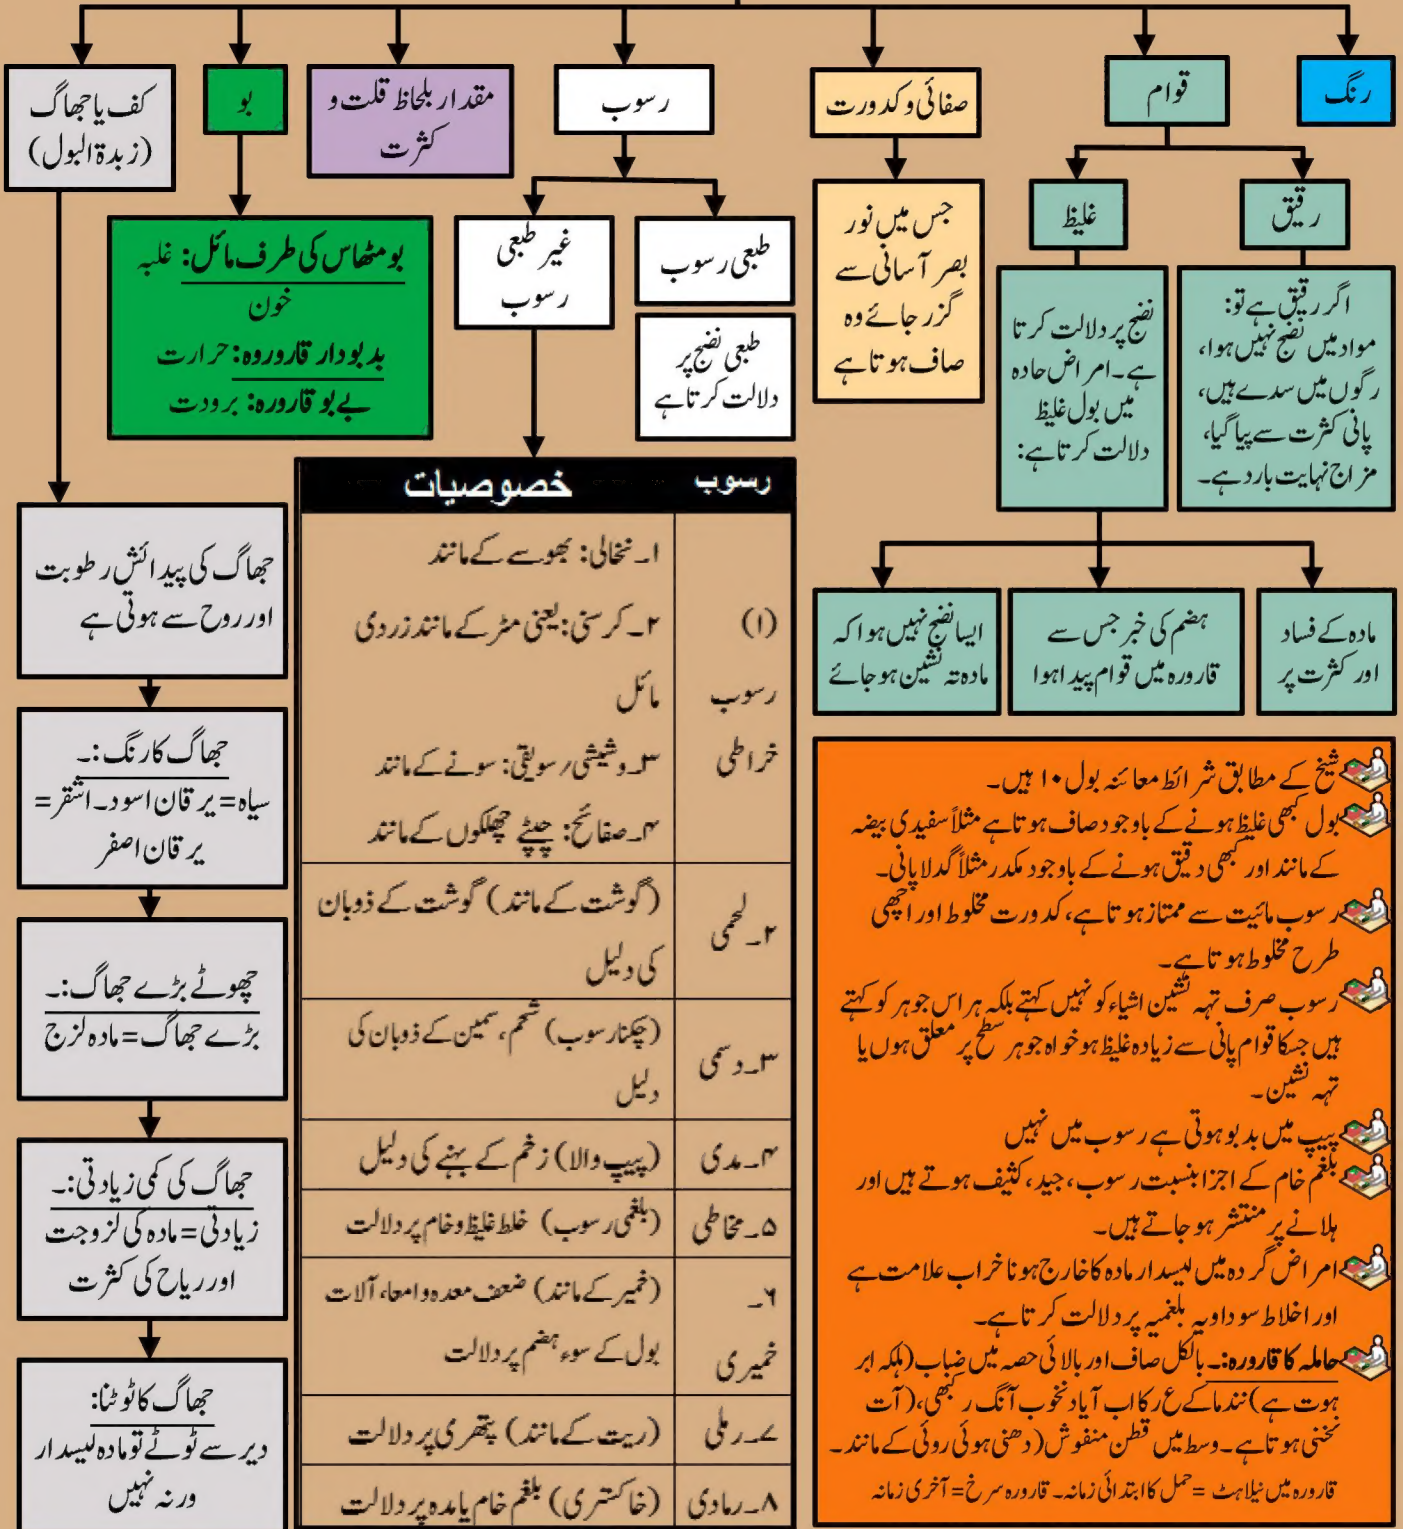 رنگ
قوام
صفائی و کدورت
رسوب
مقدار بلحاظ قلت و
کثرت
بو
کف یا جھاگ
(زبدۃ البول)
رقیق
غلیظ
اگر رقیق ہے تو:
مواد میں نضج نہیں ہوا،
رگوں میں سدے ہیں،
پانی کثرت سے پیا گیا،
مزاج نہایت بارد ہے۔
نضج پر دلالت کرتا
ہے۔ امراض حادہ
میں بول غلیظ
دلالت کرتا ہے:
مادہ کے فساد
اور کثرت پر
ہضم کی خبر جس سے
قارورہ میں قوام پیدا ہوا
ایسا نضج نہیں ہوا کہ
مادہ تہ نشین ہو جائے
جس میں نور
بصر آسانی سے
گزر جائے وہ
صاف ہوتا ہے
طبعی رسوب
طبعی نضج پر
دلالت کرتا ہے
غیر طبعی
رسوب
بو مٹھاس کی طرف مائل: غلبہ
خون
بدبودار قاروروہ: حرارت
بے بو قارورہ: برودت
رسوب خصوصیات
(۱)
رسوب
خراطی
۱۔ نخالی: بھوسے کے مانند
۲۔ کرسنی: یعنی مٹر کے مانند زردی
مائل
۳۔ دشیشی / سویقی: سونے کے مانند
۴۔ صفائح: چپٹے چھلکوں کے مانند
۲۔ لحمی
(گوشت کے مانند) گوشت کے ذوبان
کی دلیل
۳۔ دسمی
(چکنا رسوب) شحم، سمین کے ذوبان کی
دلیل
۴۔ مدی (پیپ والا) زخم کے بہنے کی دلیل
۵۔ مخاطی (بلغمی رسوب) خلط غلیظ و خام پر دلالت
۶۔
خمیری
(خمیر کے مانند) ضعف معدہ و امعا، آلات
بول کے سوء ہضم پر دلالت
۷۔ رملی (ریت کے مانند) پتھری پر دلالت
۸۔ رمادی (خاکستری) بلغم خام یا مدہ پر دلالت
جھاگ کی پیدائش رطوبت
اور روح سے ہوتی ہے
جھاگ کا رنگ:۔
سیاہ = یرقان اسود۔ اشقر =
یرقان اصفر
چھوٹے بڑے جھاگ:۔
بڑے جھاگ = مادہ لزج
جھاگ کی کمی زیادتی:۔
زیادتی = مادہ کی لزوجت
اور ریاح کی کثرت
جھاگ کا ٹوٹنا:
دیر سے ٹوٹے تو مادہ لیسدار
ورنہ نہیں
شیخ کے مطابق شرائط معائنہ بول ۱۰ ہیں۔
بول کبھی غلیظ ہونے کے باوجود صاف ہوتا ہے مثلاً سفیدی بیضہ
کے مانند اور کبھی دقیق ہونے کے باوجود مکدر مثلاً گدلا پانی۔
رسوب مائیت سے ممتاز ہوتا ہے، کدورت مخلوط اور اچھی
طرح مخلوط ہوتا ہے۔
رسوب صرف تہہ نشین اشیاء کو نہیں کہتے بلکہ ہر اس جوہر کو کہتے
ہیں جسکا قوام پانی سے زیادہ غلیظ ہو خواہ جوہر سطح پر معلق ہوں یا
تہہ نشین۔
پیپ میں بدبو ہوتی ہے رسوب میں نہیں
بلغم خام کے اجزا بنسبت رسوب، جید، کثیف ہوتے ہیں اور
ہلانے پر منتشر ہو جاتے ہیں۔
امراض گردہ میں لیسدار مادہ کا خارج ہونا خراب علامت ہے
اور اخلاط سوداویہ بلغمیہ پر دلالت کرتا ہے۔
حاملہ کا قارورہ:۔ بالکل صاف اور بالائی حصہ میں ضباب (ہلکہ ابر
ہوت ہے) نندما کے ع رکاب آیاد نخوب آنگ ر کبھی، (آت
نخنی ہوتا ہے۔ وسط میں قطن منفوش (دھنی ہوئی روئی کے مانند۔
قارورہ میں نیلاہٹ = حمل کا ابتدائی زمانہ۔ قارورہ سرخ = آخری زمانہ